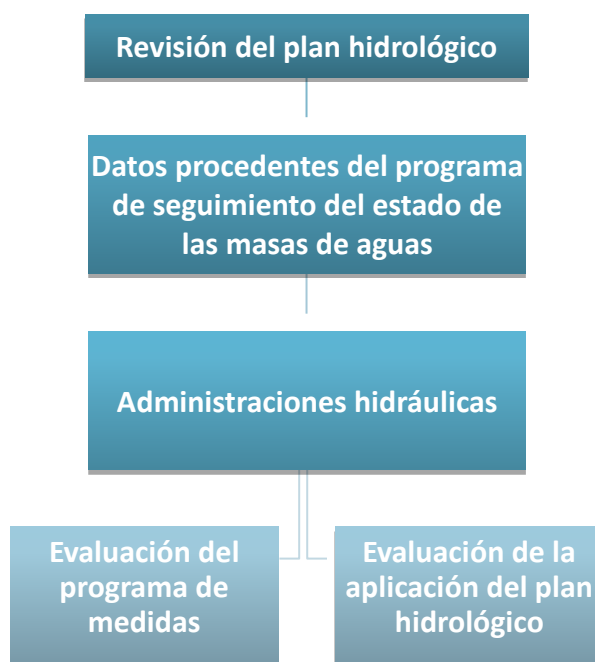 Revisión del plan hidrológico
Datos procedentes del programa
de seguimiento del estado de
las masas de aguas
Administraciones hidráulicas
Evaluación del
programa de
medidas
Evaluación de la
aplicación del plan
hidrológico